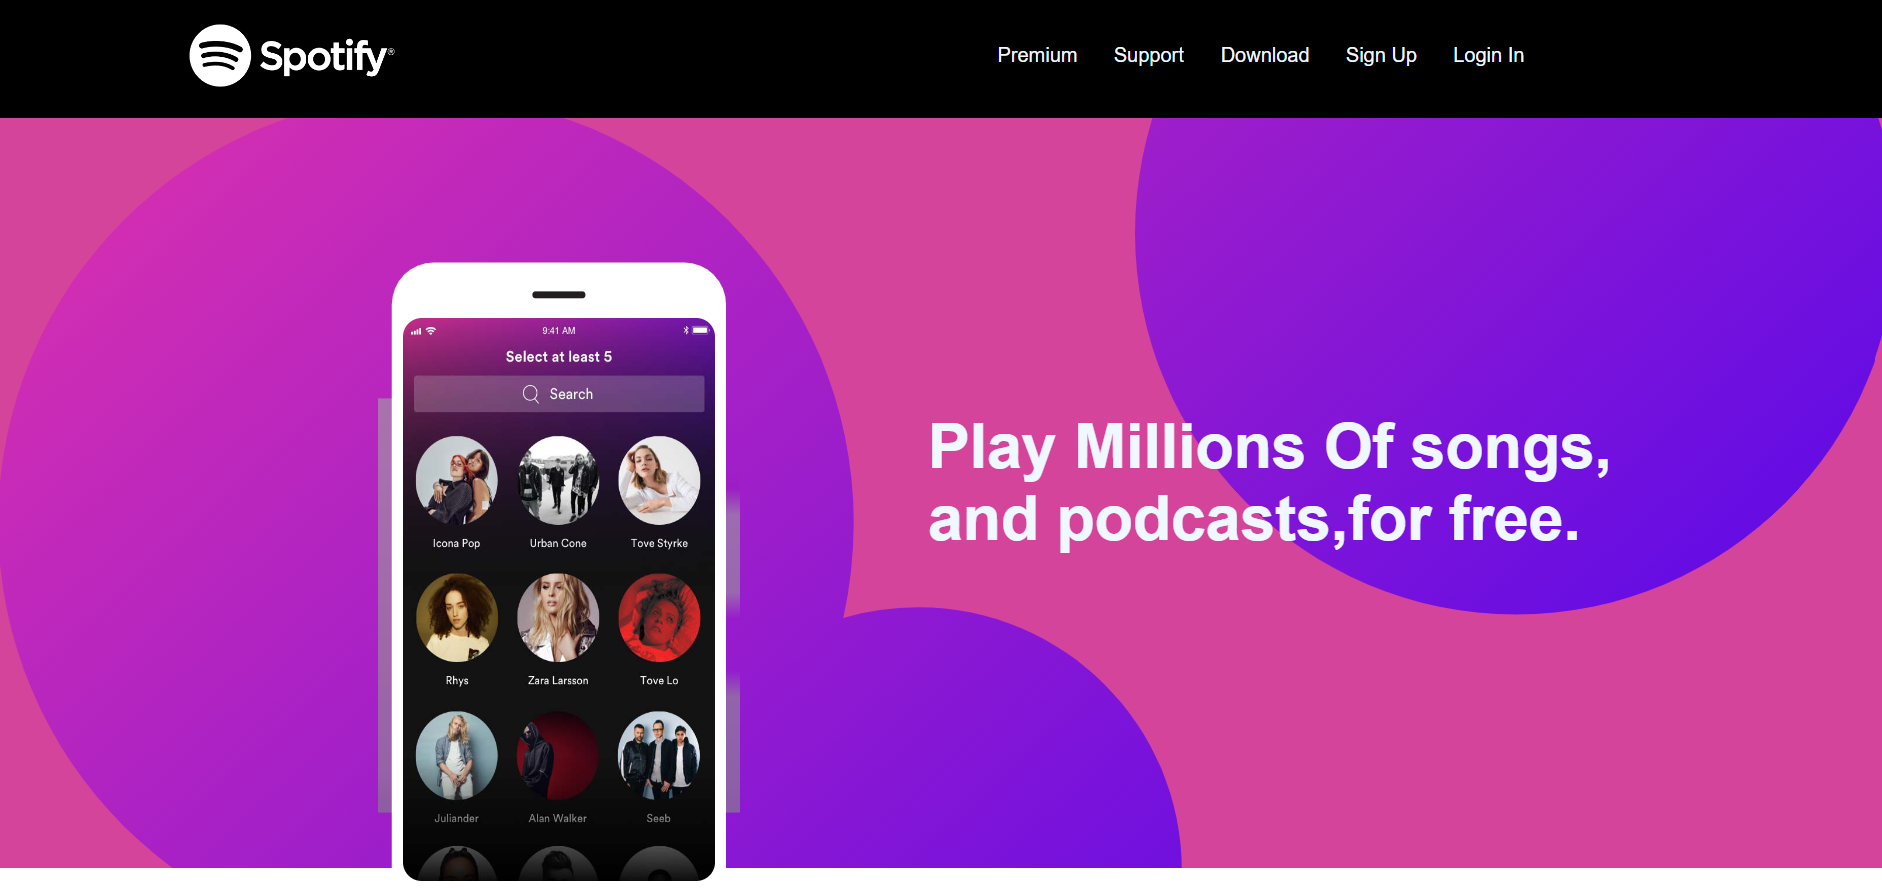 Spotify®
Premium Support Download Sign Up Login In
9:41 AM
Select at least 5
Search
Icona Pop Urban Cone Tove Styrke
Rhys Zara Larsson Tove Lo
Juliander Alan Walker Seeb
Play Millions Of songs,
and podcasts,for free.